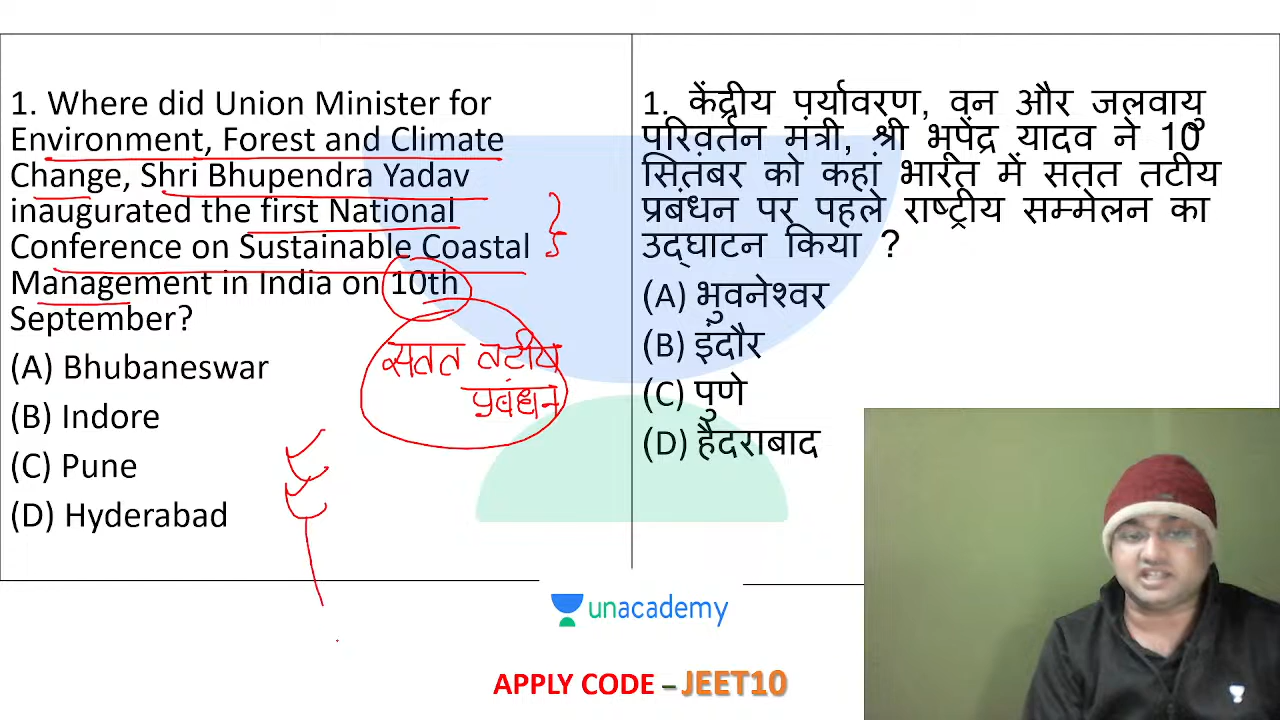 1. Where did Union Minister for
Environment, Forest and Climate
Change, Shri Bhupendra Yadav
inaugurated the first National
Conference on Sustainable Coastal
Management in India on 10th
September?
(A) Bhubaneswar
(B) Indore
(C) Pune
(D) Hyderabad
सतत तटीय
प्रबंधन
1. केंद्रीय पर्यावरण, वन और जलवायु
परिवर्तन मंत्री, श्री भूपेंद्र यादव ने 10
सितंबर को कहां भारत में सतत तटीय
प्रबंधन पर पहले राष्ट्रीय सम्मेलन का
उद्घाटन किया ?
(A) भुवनेश्वर
(B) इंदौर
(C) पुणे
(D) हैदराबाद
unacademy
APPLY CODE – JEET10